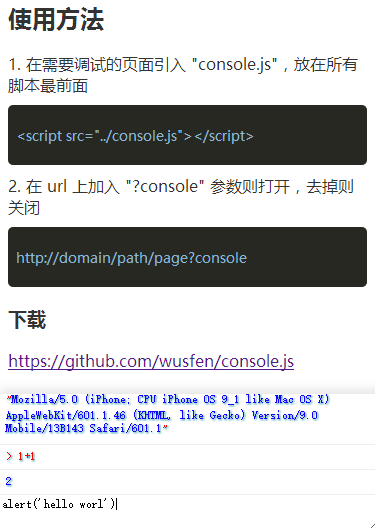 使用方法
1. 在需要调试的页面引入 "console.js"，放在所有
脚本最前面
<script src="../console.js"></script>
2. 在 url 上加入 "?console" 参数则打开，去掉则
关闭
http://domain/path/page?console
下载
https://github.com/wusfen/console.js
"Mozilla/5.0 (iPhone; CPU iPhone OS 9_1 like Mac OS X)
AppleWebKit/601.1.46 (KHTML, like Gecko) Version/9.0
Mobile/13B143 Safari/601.1"
> 1+1
2
alert('hello worl')